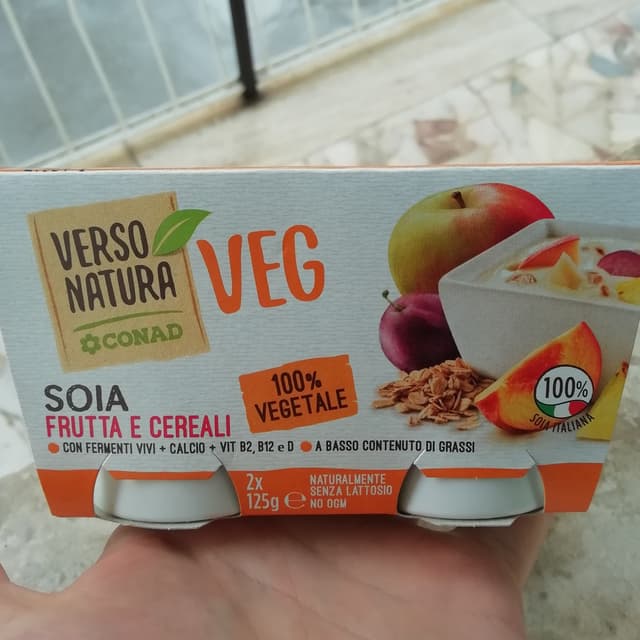 VERSO
NATURA
CONAD
VEG
SOIA
FRUTTA E CEREALI
100%
VEGETALE
• CON FERMENTI VIVI + CALCIO + VIT B2, B12 e D • A BASSO CONTENUTO DI GRASSI
2x
125g e
NATURALMENTE
SENZA LATTOSIO
NO OGM
100%
SOIA ITALIANA